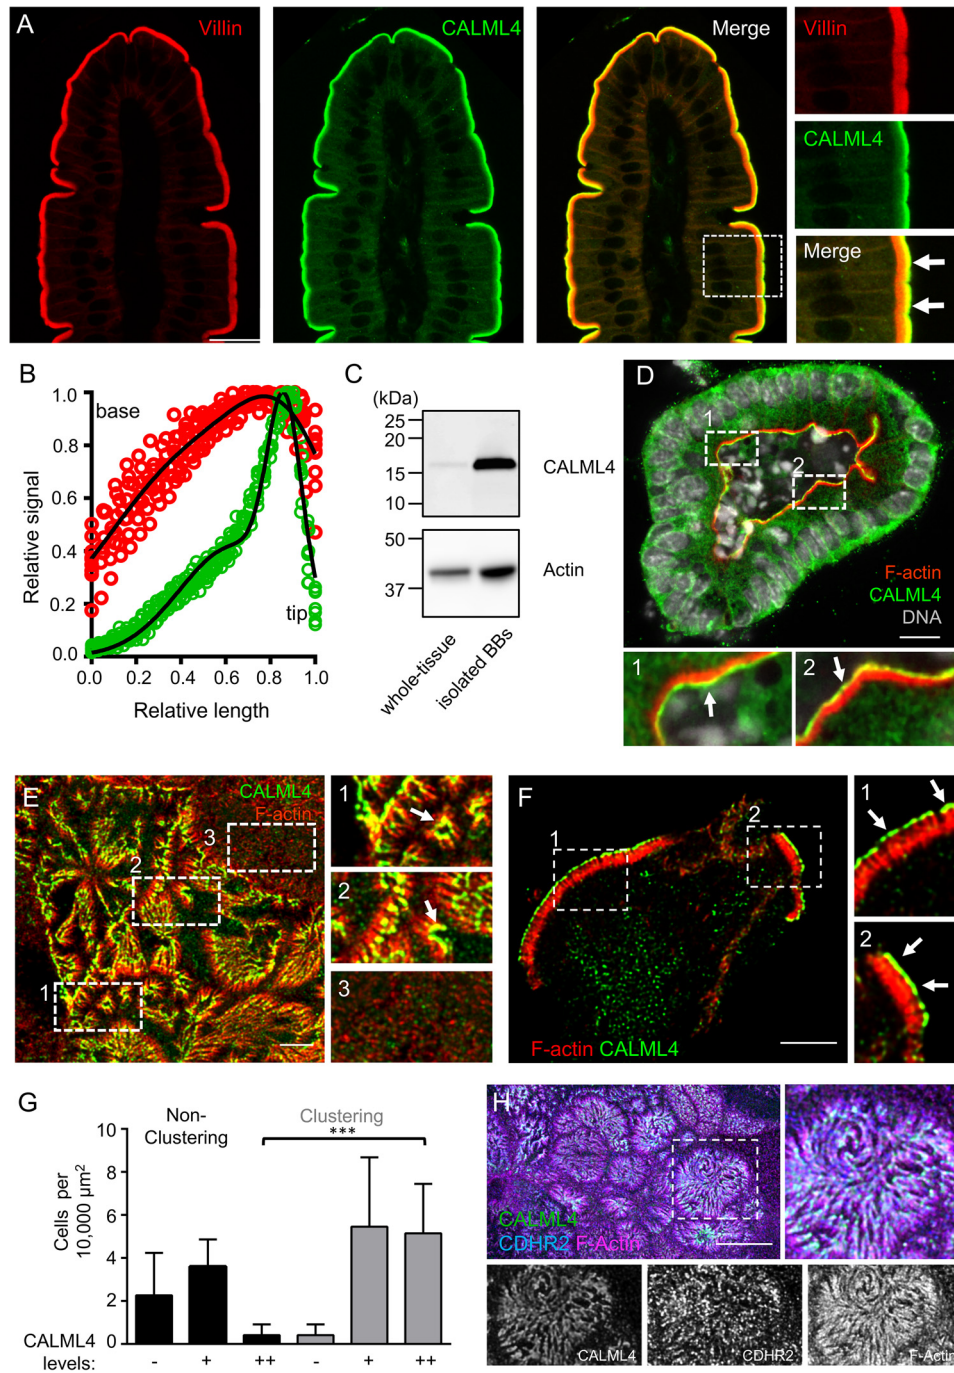 A
Villin
CALML4
Merge
Villin
CALML4
Merge
B
1.0
0.8
0.6
0.4
0.2
0.0
base
tip
Relative signal
0.0 0.2 0.4 0.6 0.8 1.0
Relative length
C
(kDa)
25
20
15
10
CALML4
50
37
Actin
whole-tissue
isolated BBs
D
1
2
F-actin
CALML4
DNA
1
2
E
CALML4
F-actin
3
2
1
1
2
3
F
1
2
F-actin CALML4
1
2
G
Non-
Clustering
Clustering
***
10
8
6
4
2
0
Cells per
10,000 µm²
CALML4
levels:
- + ++ - + ++
H
CALML4
CDHR2 F-Actin
CALML4
CDHR2
F-Actin